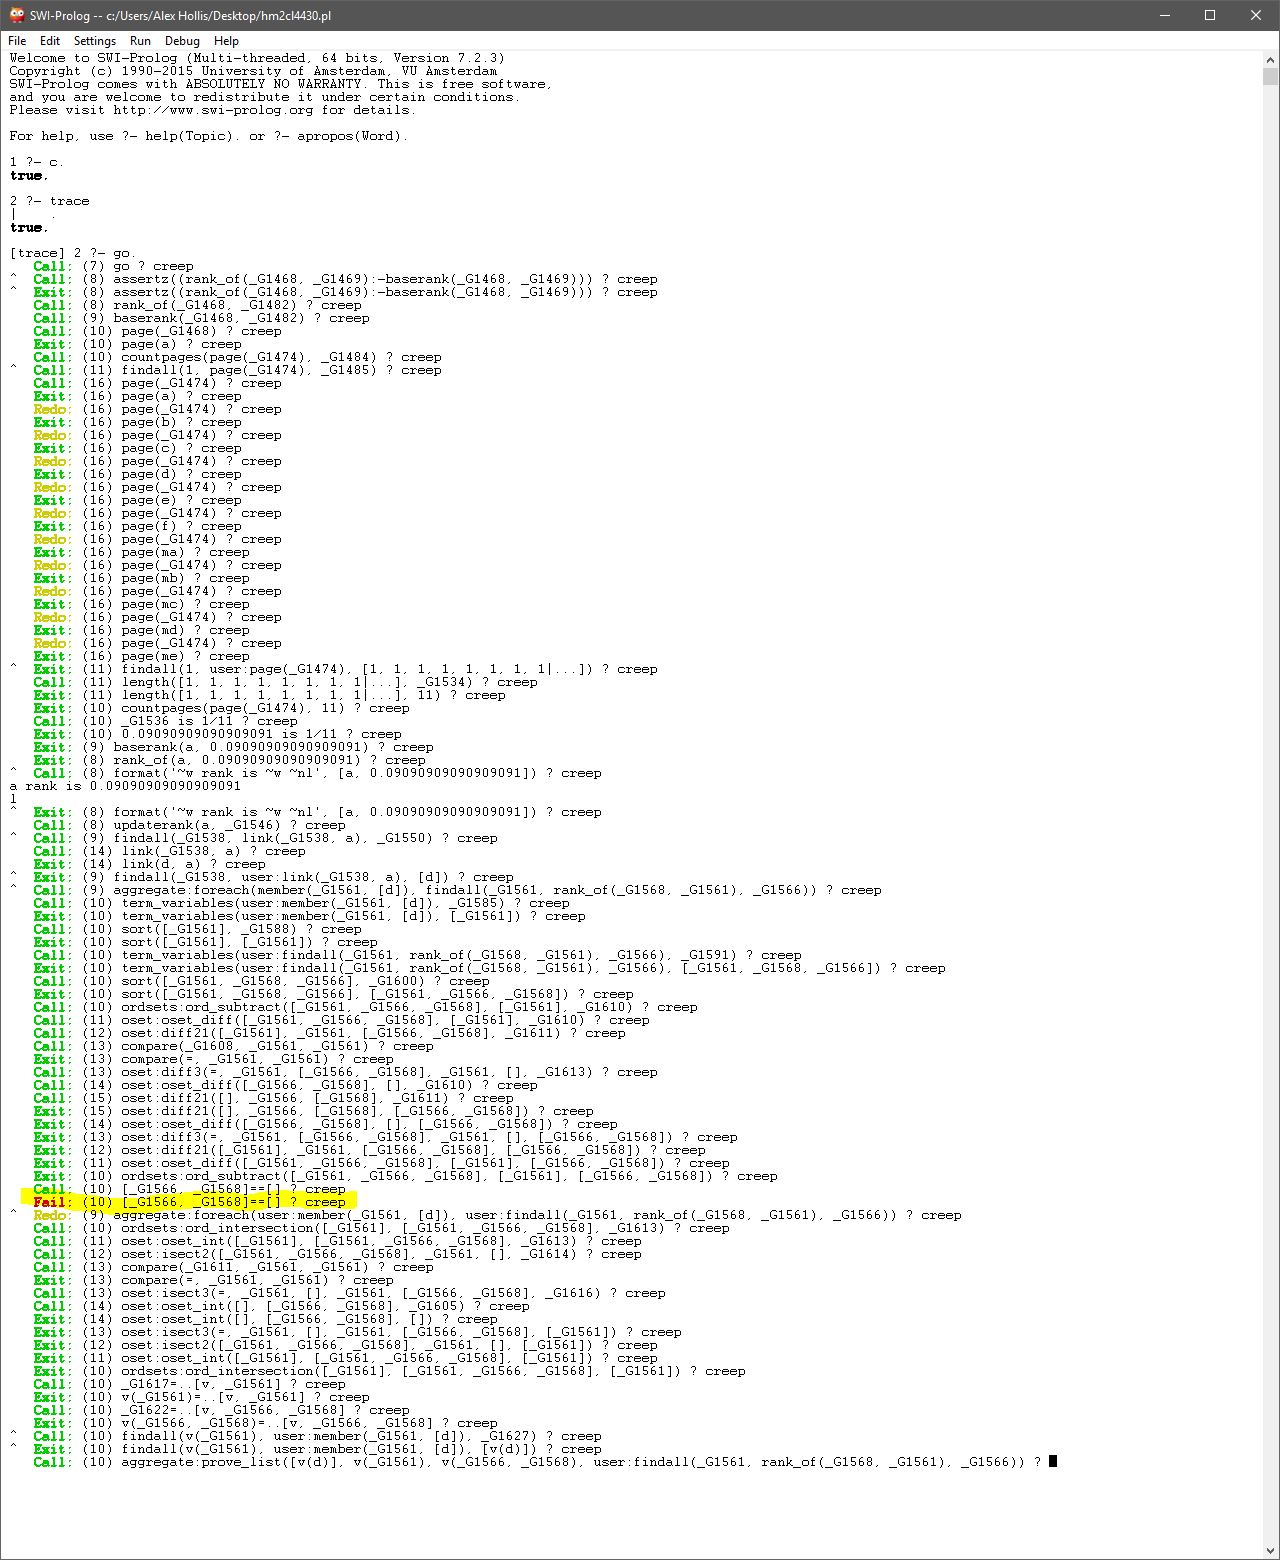 SWI-Prolog -- c:/Users/Alex Hollis/Desktop/hm2cl4430.pl
File Edit Settings Run Debug Help
Welcome to SWI-Prolog (Multi-threaded, 64 bits, Version 7.2.3)
Copyright (c) 1990-2015 University of Amsterdam, VU Amsterdam
SWI-Prolog comes with ABSOLUTELY NO WARRANTY. This is free software,
and you are welcome to redistribute it under certain conditions.
Please visit http://www.swi-prolog.org for details.
For help, use ?- help(Topic). or ?- apropos(Word).
1 ?- c.
true.
2 ?- trace
|    .
true.
[trace] 2 ?- go.
   Call: (7) go ? creep
^  Call: (8) assertz((rank_of(_G1468, _G1469):-baserank(_G1468, _G1469))) ? creep
^  Exit: (8) assertz((rank_of(_G1468, _G1469):-baserank(_G1468, _G1469))) ? creep
   Call: (8) rank_of(_G1468, _G1482) ? creep
   Call: (9) baserank(_G1468, _G1482) ? creep
   Call: (10) page(_G1468) ? creep
   Exit: (10) page(a) ? creep
   Call: (10) countpages(page(_G1474), _G1484) ? creep
^  Call: (11) findall(1, page(_G1474), _G1485) ? creep
   Call: (16) page(_G1474) ? creep
   Exit: (16) page(a) ? creep
   Redo: (16) page(_G1474) ? creep
   Exit: (16) page(b) ? creep
   Redo: (16) page(_G1474) ? creep
   Exit: (16) page(c) ? creep
   Redo: (16) page(_G1474) ? creep
   Exit: (16) page(d) ? creep
   Redo: (16) page(_G1474) ? creep
   Exit: (16) page(e) ? creep
   Redo: (16) page(_G1474) ? creep
   Exit: (16) page(f) ? creep
   Redo: (16) page(_G1474) ? creep
   Exit: (16) page(ma) ? creep
   Redo: (16) page(_G1474) ? creep
   Exit: (16) page(mb) ? creep
   Redo: (16) page(_G1474) ? creep
   Exit: (16) page(mc) ? creep
   Redo: (16) page(_G1474) ? creep
   Exit: (16) page(md) ? creep
   Redo: (16) page(_G1474) ? creep
   Exit: (16) page(me) ? creep
^  Exit: (11) findall(1, user:page(_G1474), [1, 1, 1, 1, 1, 1, 1, 1|...]) ? creep
   Call: (11) length([1, 1, 1, 1, 1, 1, 1, 1|...], _G1534) ? creep
   Exit: (11) length([1, 1, 1, 1, 1, 1, 1, 1|...], 11) ? creep
   Exit: (10) countpages(page(_G1474), 11) ? creep
   Call: (10) _G1536 is 1/11 ? creep
   Exit: (10) 0.09090909090909091 is 1/11 ? creep
   Exit: (9) baserank(a, 0.09090909090909091) ? creep
   Exit: (8) rank_of(a, 0.09090909090909091) ? creep
^  Call: (8) format('~w rank is ~w ~nl', [a, 0.09090909090909091]) ? creep
a rank is 0.09090909090909091
l
^  Exit: (8) format('~w rank is ~w ~nl', [a, 0.09090909090909091]) ? creep
   Call: (8) updaterank(a, _G1546) ? creep
^  Call: (9) findall(_G1538, link(_G1538, a), _G1550) ? creep
   Call: (14) link(_G1538, a) ? creep
   Exit: (14) link(d, a) ? creep
^  Exit: (9) findall(_G1538, user:link(_G1538, a), [d]) ? creep
^  Call: (9) aggregate:foreach(member(_G1561, [d]), findall(_G1561, rank_of(_G1568, _G1561), _G1566)) ? creep
   Call: (10) term_variables(user:member(_G1561, [d]), _G1585) ? creep
   Exit: (10) term_variables(user:member(_G1561, [d]), [_G1561]) ? creep
   Call: (10) sort([_G1561], _G1588) ? creep
   Exit: (10) sort([_G1561], [_G1561]) ? creep
   Call: (10) term_variables(user:findall(_G1561, rank_of(_G1568, _G1561), _G1566), _G1591) ? creep
   Exit: (10) term_variables(user:findall(_G1561, rank_of(_G1568, _G1561), _G1566), [_G1561, _G1568, _G1566]) ? creep
   Call: (10) sort([_G1561, _G1568, _G1566], _G1600) ? creep
   Exit: (10) sort([_G1561, _G1568, _G1566], [_G1561, _G1566, _G1568]) ? creep
   Call: (10) ordsets:ord_subtract([_G1561, _G1566, _G1568], [_G1561], _G1610) ? creep
   Call: (11) oset:oset_diff([_G1561, _G1566, _G1568], [_G1561], _G1610) ? creep
   Call: (12) oset:diff21([_G1561], _G1561, [_G1566, _G1568], _G1611) ? creep
   Call: (13) compare(_G1608, _G1561, _G1561) ? creep
   Exit: (13) compare(=, _G1561, _G1561) ? creep
   Call: (13) oset:diff3(=, _G1561, [_G1566, _G1568], _G1561, [], _G1613) ? creep
   Call: (14) oset:oset_diff([_G1566, _G1568], [], _G1610) ? creep
   Call: (15) oset:diff21([], _G1566, [_G1568], _G1611) ? creep
   Exit: (15) oset:diff21([], _G1566, [_G1568], [_G1566, _G1568]) ? creep
   Exit: (14) oset:oset_diff([_G1566, _G1568], [], [_G1566, _G1568]) ? creep
   Exit: (13) oset:diff3(=, _G1561, [_G1566, _G1568], _G1561, [], [_G1566, _G1568]) ? creep
   Exit: (12) oset:diff21([_G1561], _G1561, [_G1566, _G1568], [_G1566, _G1568]) ? creep
   Exit: (11) oset:oset_diff([_G1561, _G1566, _G1568], [_G1561], [_G1566, _G1568]) ? creep
   Exit: (10) ordsets:ord_subtract([_G1561, _G1566, _G1568], [_G1561], [_G1566, _G1568]) ? creep
   Call: (10) [_G1566, _G1568]==[] ? creep
   Fail: (10) [_G1566, _G1568]==[] ? creep
^  Redo: (9) aggregate:foreach(user:member(_G1561, [d]), user:findall(_G1561, rank_of(_G1568, _G1561), _G1566)) ? creep
   Call: (10) ordsets:ord_intersection([_G1561], [_G1561, _G1566, _G1568], _G1613) ? creep
   Call: (11) oset:oset_int([_G1561], [_G1561, _G1566, _G1568], _G1613) ? creep
   Call: (12) oset:isect2([_G1561, _G1566, _G1568], _G1561, [], _G1614) ? creep
   Call: (13) compare(_G1611, _G1561, _G1561) ? creep
   Exit: (13) compare(=, _G1561, _G1561) ? creep
   Call: (13) oset:isect3(=, _G1561, [], _G1561, [_G1566, _G1568], _G1616) ? creep
   Call: (14) oset:oset_int([], [_G1566, _G1568], _G1605) ? creep
   Exit: (14) oset:oset_int([], [_G1566, _G1568], []) ? creep
   Exit: (13) oset:isect3(=, _G1561, [], _G1561, [_G1566, _G1568], [_G1561]) ? creep
   Exit: (12) oset:isect2([_G1561, _G1566, _G1568], _G1561, [], [_G1561]) ? creep
   Exit: (11) oset:oset_int([_G1561], [_G1561, _G1566, _G1568], [_G1561]) ? creep
   Exit: (10) ordsets:ord_intersection([_G1561], [_G1561, _G1566, _G1568], [_G1561]) ? creep
   Call: (10) _G1617=..[v, _G1561] ? creep
   Exit: (10) v(_G1561)=..[v, _G1561] ? creep
   Call: (10) _G1622=..[v, _G1566, _G1568] ? creep
   Exit: (10) v(_G1566, _G1568)=..[v, _G1566, _G1568] ? creep
^  Call: (10) findall(v(_G1561), user:member(_G1561, [d]), _G1627) ? creep
^  Exit: (10) findall(v(_G1561), user:member(_G1561, [d]), [v(d)]) ? creep
   Call: (10) aggregate:prove_list([v(d)], v(_G1561), v(_G1566, _G1568), user:findall(_G1561, rank_of(_G1568, _G1561), _G1566)) ?